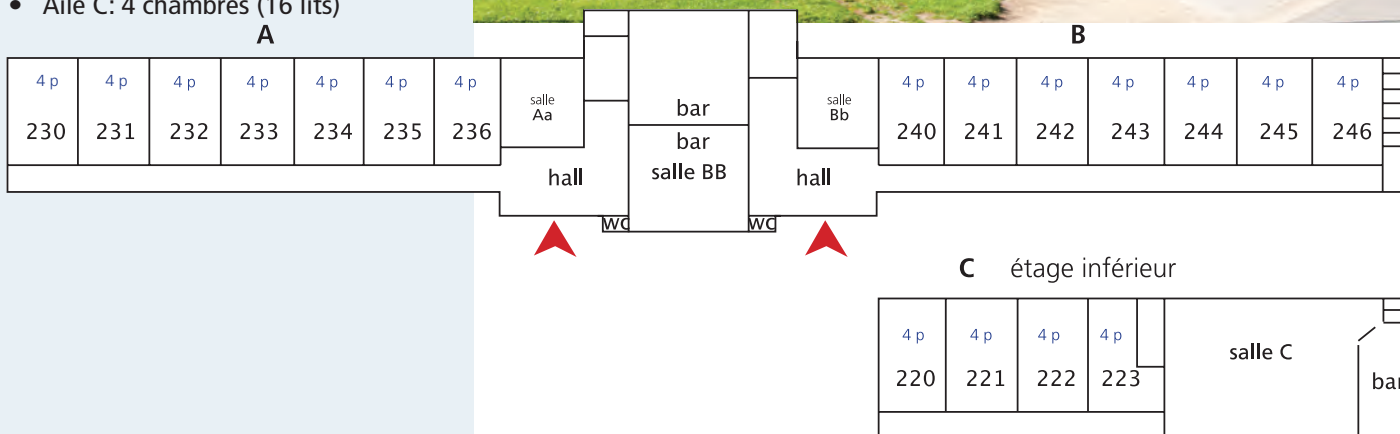 • Aile C: 4 chambres (16 lits)
A
B
4 p 4 p 4 p 4 p 4 p 4 p 4 p
230 231 232 233 234 235 236
salle
Aa
bar
bar
salle BB
hall
hall
wc
wc
salle
Bb
4 p 4 p 4 p 4 p 4 p 4 p 4 p
240 241 242 243 244 245 246
C étage inférieur
4 p 4 p 4 p 4 p
220 221 222 223
salle C
bar